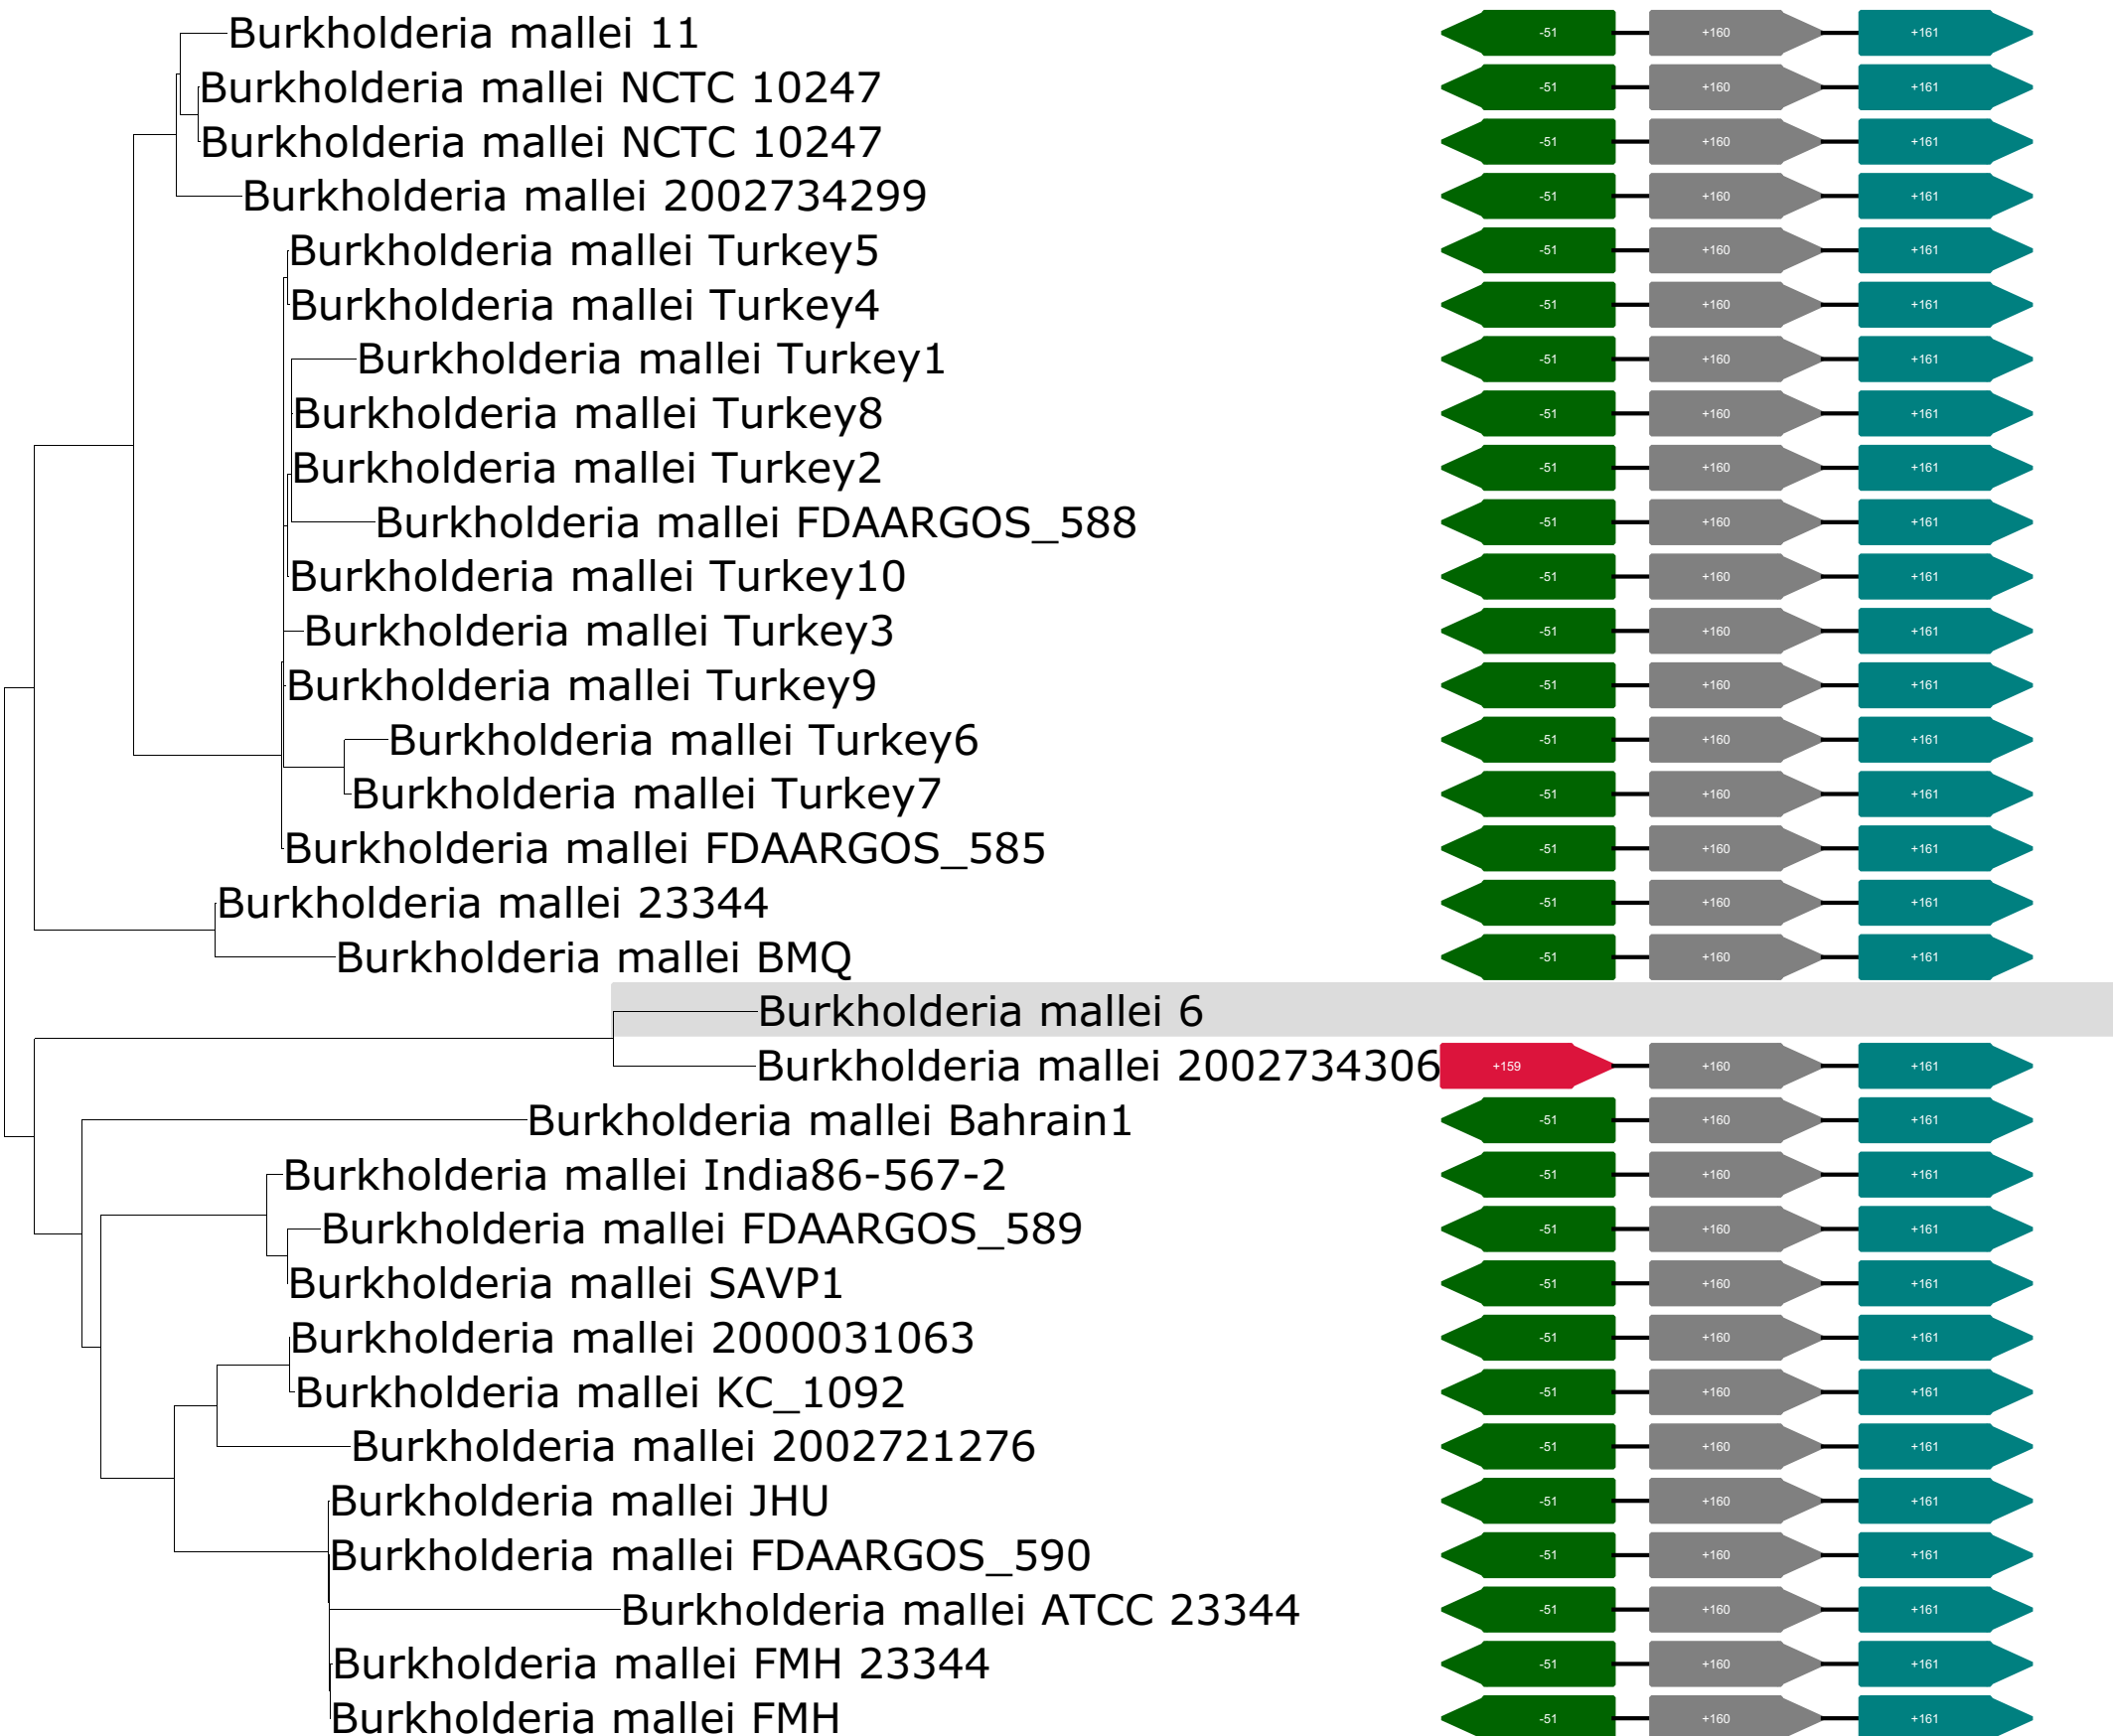 Burkholderia mallei 11 -51 +160 +161
Burkholderia mallei NCTC 10247 -51 +160 +161
Burkholderia mallei NCTC 10247 -51 +160 +161
Burkholderia mallei 2002734299 -51 +160 +161
Burkholderia mallei Turkey5 -51 +160 +161
Burkholderia mallei Turkey4 -51 +160 +161
Burkholderia mallei Turkey1 -51 +160 +161
Burkholderia mallei Turkey8 -51 +160 +161
Burkholderia mallei Turkey2 -51 +160 +161
Burkholderia mallei FDAARGOS_588 -51 +160 +161
Burkholderia mallei Turkey10 -51 +160 +161
Burkholderia mallei Turkey3 -51 +160 +161
Burkholderia mallei Turkey9 -51 +160 +161
Burkholderia mallei Turkey6 -51 +160 +161
Burkholderia mallei Turkey7 -51 +160 +161
Burkholderia mallei FDAARGOS_585 -51 +160 +161
Burkholderia mallei 23344 -51 +160 +161
Burkholderia mallei BMQ -51 +160 +161
Burkholderia mallei 6
Burkholderia mallei 2002734306 +159 +160 +161
Burkholderia mallei Bahrain1 -51 +160 +161
Burkholderia mallei India86-567-2 -51 +160 +161
Burkholderia mallei FDAARGOS_589 -51 +160 +161
Burkholderia mallei SAVP1 -51 +160 +161
Burkholderia mallei 2000031063 -51 +160 +161
Burkholderia mallei KC_1092 -51 +160 +161
Burkholderia mallei 2002721276 -51 +160 +161
Burkholderia mallei JHU -51 +160 +161
Burkholderia mallei FDAARGOS_590 -51 +160 +161
Burkholderia mallei ATCC 23344 -51 +160 +161
Burkholderia mallei FMH 23344 -51 +160 +161
Burkholderia mallei FMH -51 +160 +161